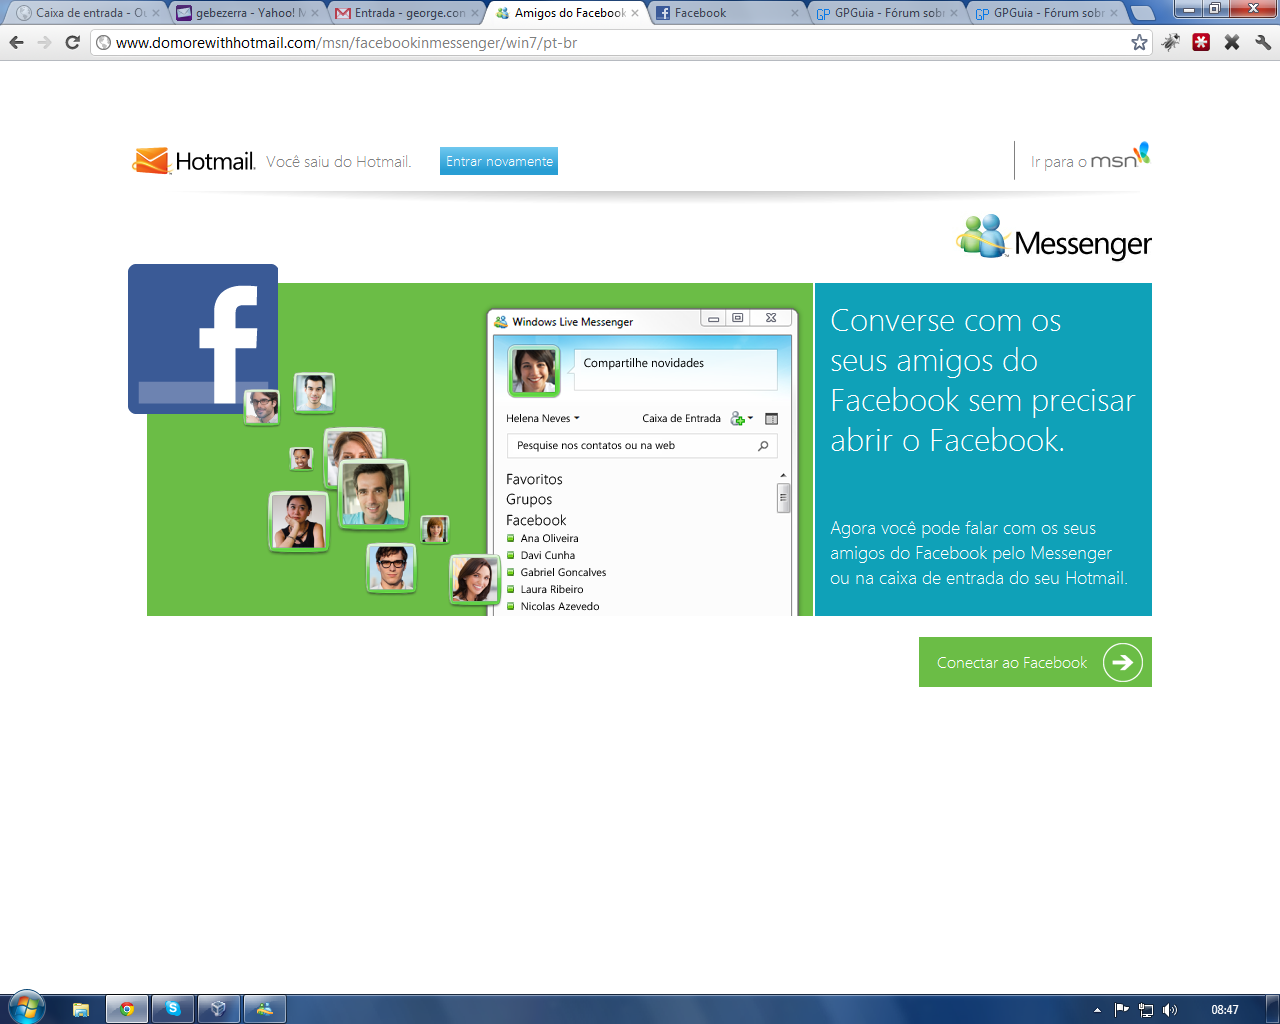 Caixa de entrada - Ou
gebezerra - Yahoo! M
Entrada - george.con
Amigos do Facebook
Facebook
GPGuia - Fórum sobr
GPGuia - Fórum sobr
www.domorewithhotmail.com/msn/facebookinmessenger/win7/pt-br
Hotmail. Você saiu do Hotmail. Entrar novamente
Ir para o msn
Messenger
f
Windows Live Messenger
Compartilhe novidades
Helena Neves Caixa de Entrada
Pesquise nos contatos ou na web
Favoritos
Grupos
Facebook
Ana Oliveira
Davi Cunha
Gabriel Goncalves
Laura Ribeiro
Nicolas Azevedo
Converse com os
seus amigos do
Facebook sem precisar
abrir o Facebook.
Agora você pode falar com os seus
amigos do Facebook pelo Messenger
ou na caixa de entrada do seu Hotmail.
Conectar ao Facebook
08:47